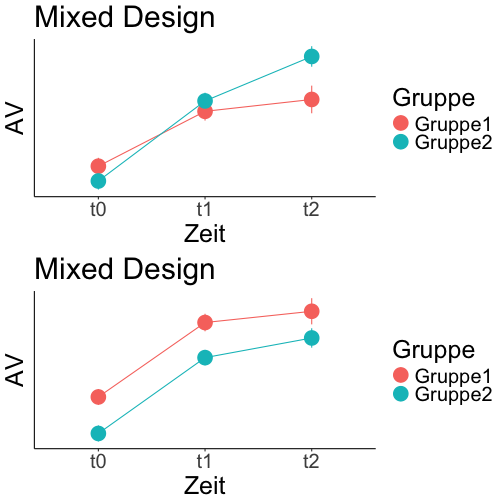 Mixed Design
AV
Gruppe
Gruppe1
Gruppe2
t0 t1 t2
Zeit
Mixed Design
AV
Gruppe
Gruppe1
Gruppe2
t0 t1 t2
Zeit